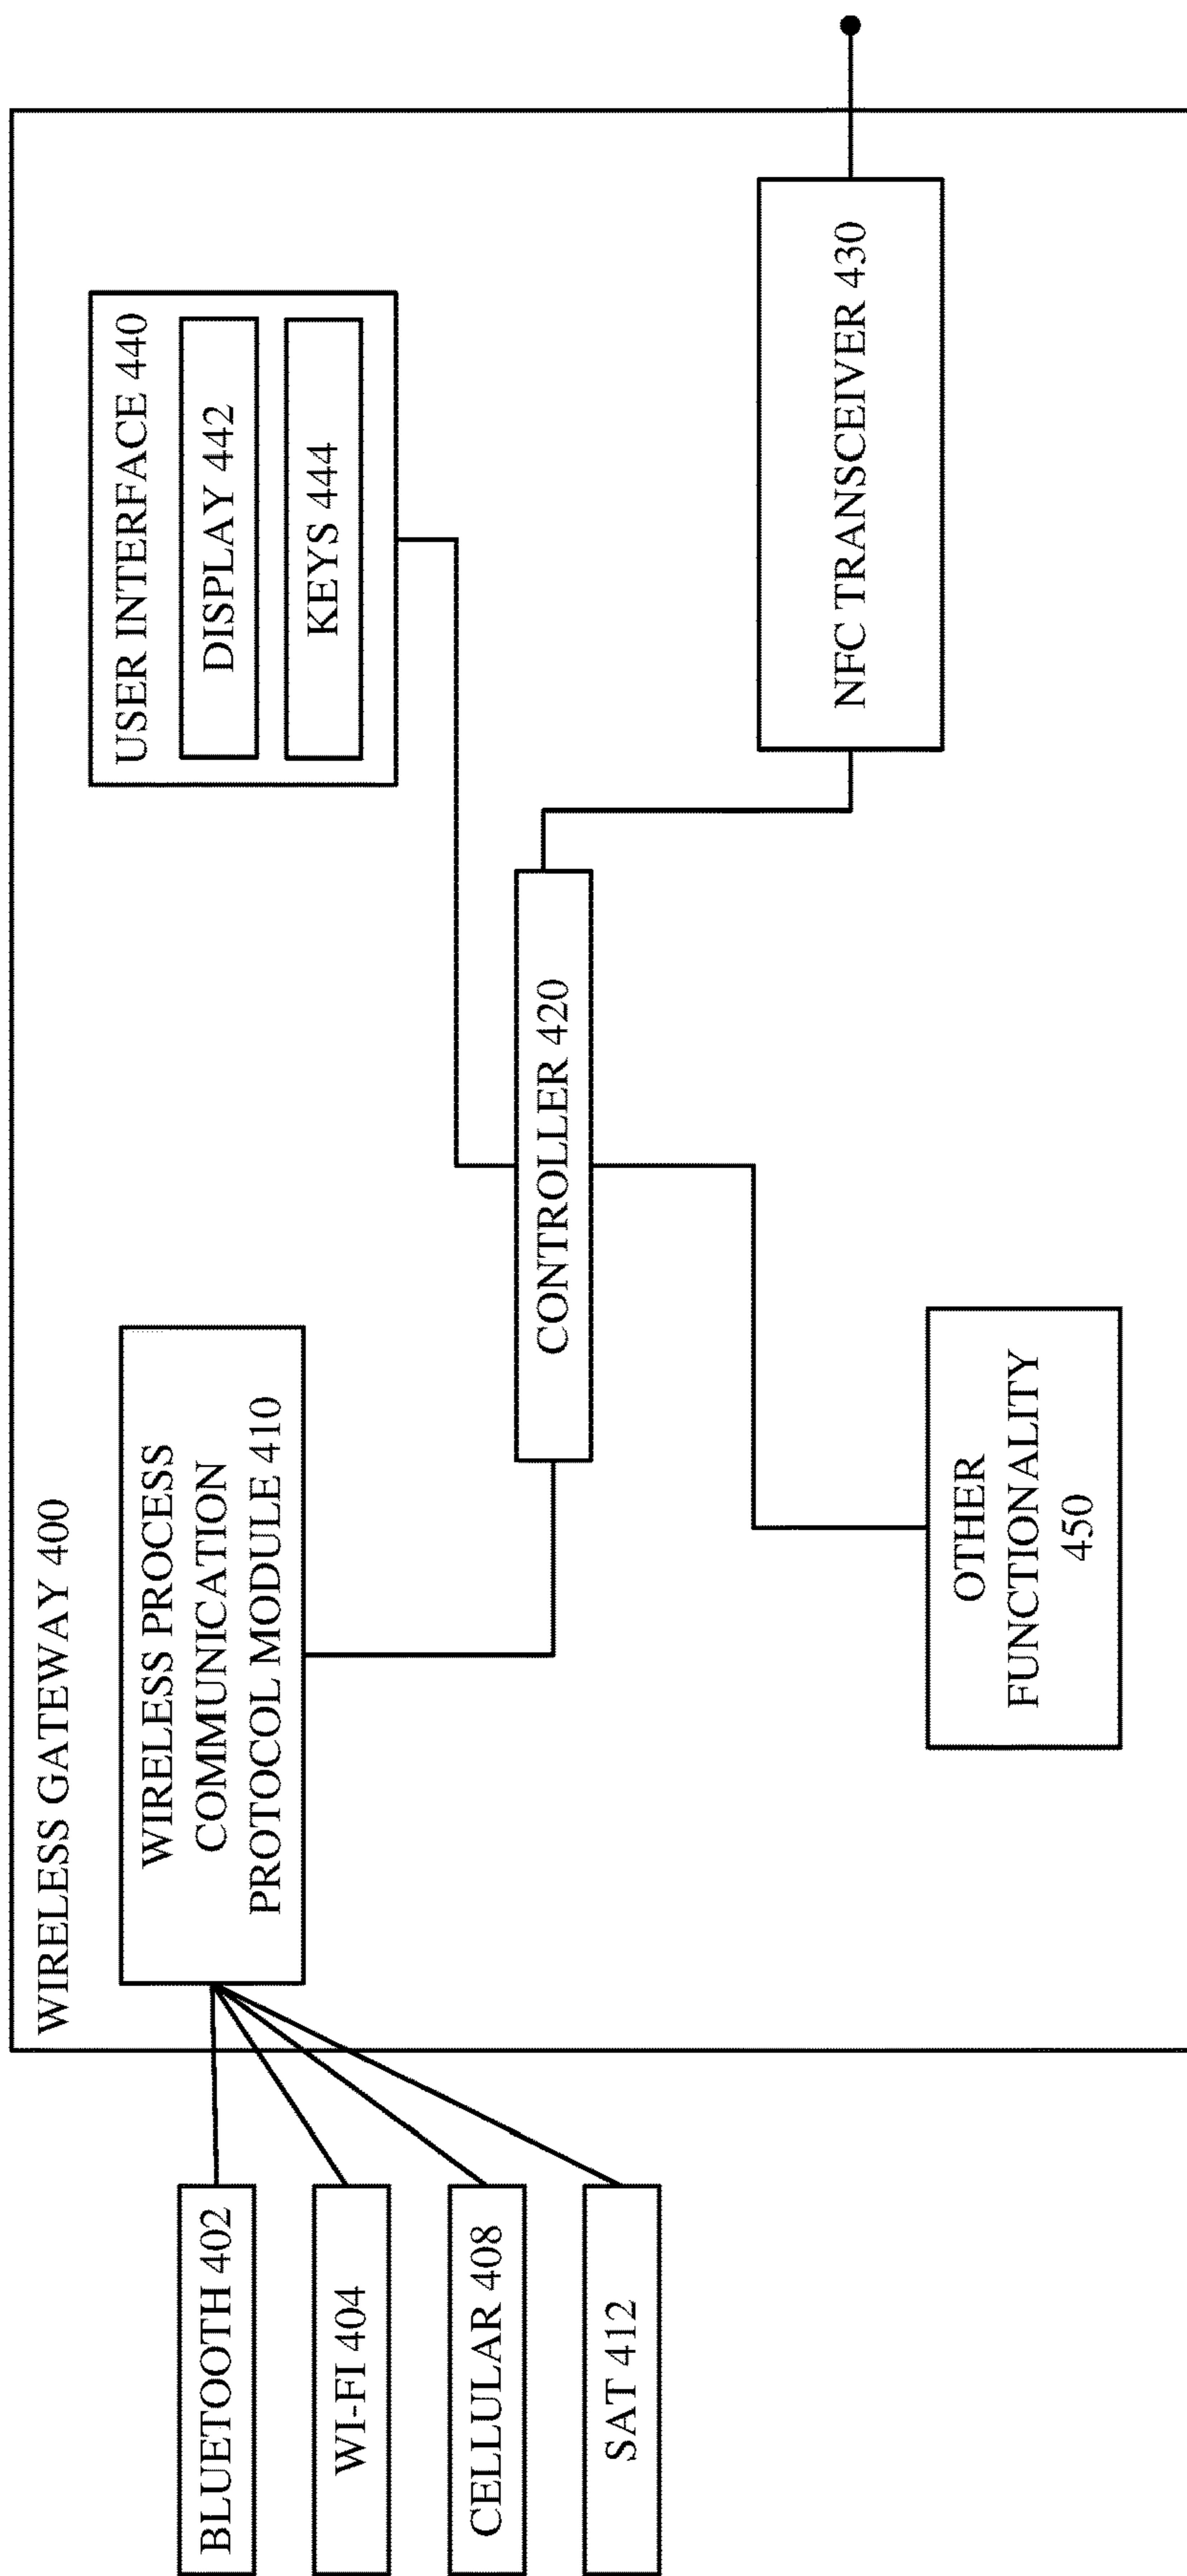 WIRELESS GATEWAY 400
BLUETOOTH 402
WI-FI 404
CELLULAR 408
SAT 412
WIRELESS PROCESS
COMMUNICATION
PROTOCOL MODULE 410
USER INTERFACE 440
DISPLAY 442
KEYS 444
CONTROLLER 420
NFC TRANSCEIVER 430
OTHER
FUNCTIONALITY
450